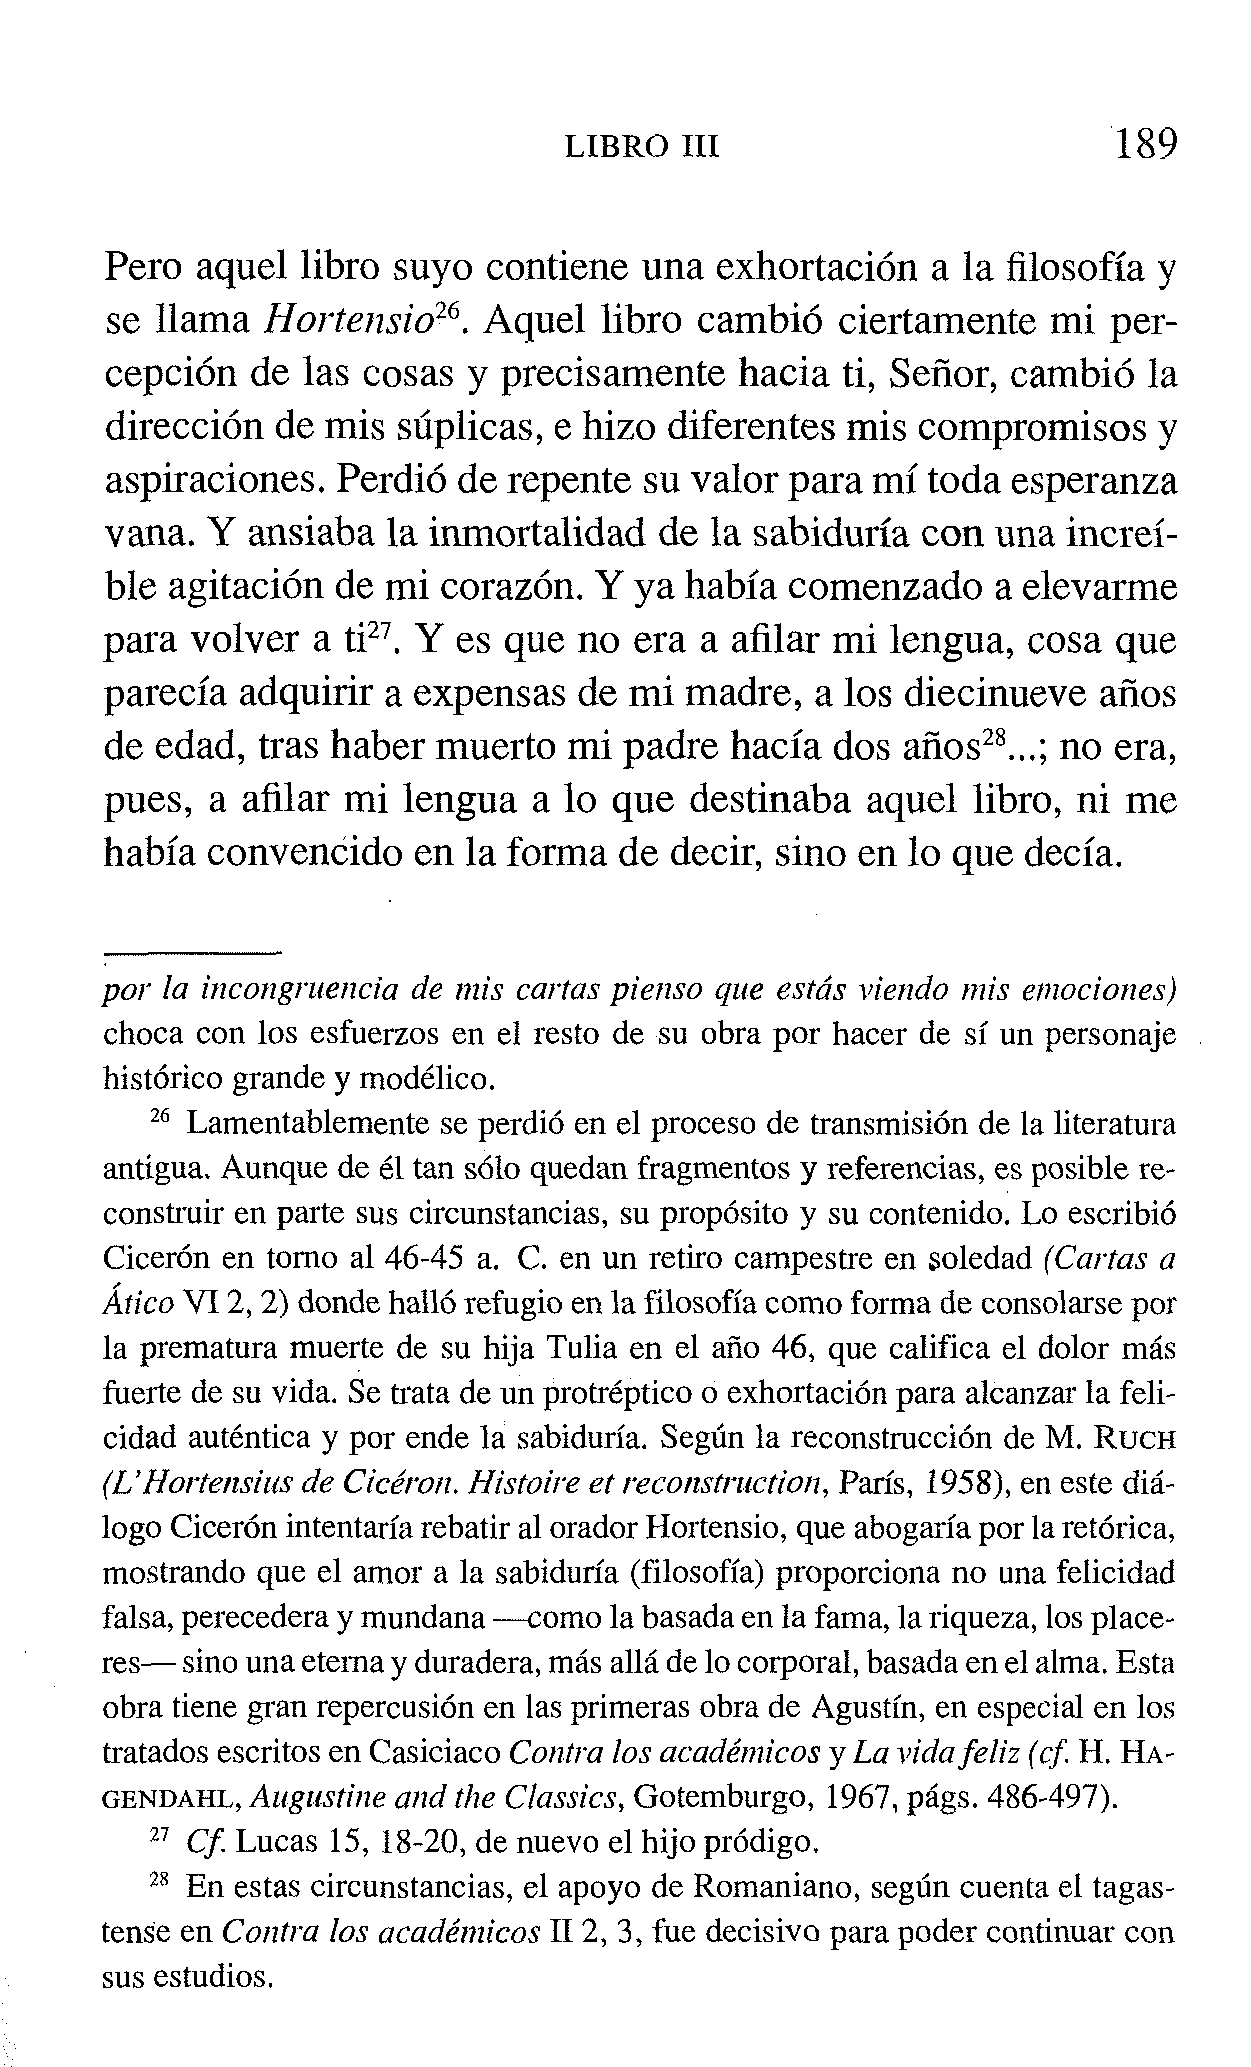 LIBRO III 189
Pero aquel libro suyo contiene una exhortación a la filosofía y
se llama Hortensio²⁶. Aquel libro cambió ciertamente mi per-
cepción de las cosas y precisamente hacia ti, Señor, cambió la
dirección de mis súplicas, e hizo diferentes mis compromisos y
aspiraciones. Perdió de repente su valor para mí toda esperanza
vana. Y ansiaba la inmortalidad de la sabiduría con una increí-
ble agitación de mi corazón. Y ya había comenzado a elevarme
para volver a ti²⁷. Y es que no era a afilar mi lengua, cosa que
parecía adquirir a expensas de mi madre, a los diecinueve años
de edad, tras haber muerto mi padre hacía dos años²⁸...; no era,
pues, a afilar mi lengua a lo que destinaba aquel libro, ni me
había convencido en la forma de decir, sino en lo que decía.
por la incongruencia de mis cartas pienso que estás viendo mis emociones)
choca con los esfuerzos en el resto de su obra por hacer de sí un personaje
histórico grande y modélico.
²⁶ Lamentablemente se perdió en el proceso de transmisión de la literatura
antigua. Aunque de él tan sólo quedan fragmentos y referencias, es posible re-
construir en parte sus circunstancias, su propósito y su contenido. Lo escribió
Cicerón en torno al 46-45 a. C. en un retiro campestre en soledad (Cartas a
Ático VI 2, 2) donde halló refugio en la filosofía como forma de consolarse por
la prematura muerte de su hija Tulia en el año 46, que califica el dolor más
fuerte de su vida. Se trata de un protréptico o exhortación para alcanzar la feli-
cidad auténtica y por ende la sabiduría. Según la reconstrucción de M. RUCH
(L'Hortensius de Cicéron. Histoire et reconstruction, París, 1958), en este diá-
logo Cicerón intentaría rebatir al orador Hortensio, que abogaría por la retórica,
mostrando que el amor a la sabiduría (filosofía) proporciona no una felicidad
falsa, perecedera y mundana —como la basada en la fama, la riqueza, los place-
res— sino una eterna y duradera, más allá de lo corporal, basada en el alma. Esta
obra tiene gran repercusión en las primeras obra de Agustín, en especial en los
tratados escritos en Casiciaco Contra los académicos y La vida feliz (cf. H. HA-
GENDAHL, Augustine and the Classics, Gotemburgo, 1967, págs. 486-497).
²⁷ Cf. Lucas 15, 18-20, de nuevo el hijo pródigo.
²⁸ En estas circunstancias, el apoyo de Romaniano, según cuenta el tagas-
tense en Contra los académicos II 2, 3, fue decisivo para poder continuar con
sus estudios.